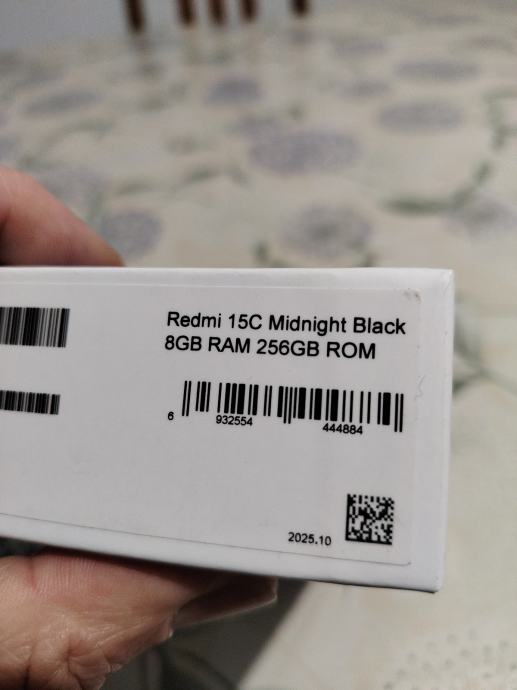 Redmi 15C Midnight Black
8GB RAM 256GB ROM
6 932554 444884
2025.10